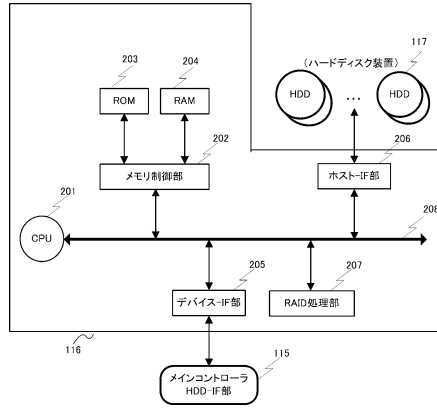 203
204
117
(ハードディスク装置)
ROM
RAM
HDD
...
HDD
202
206
メモリ制御部
ホスト-IF部
201
208
CPU
205
207
デバイス-IF部
RAID処理部
116
115
メインコントローラ
HDD-IF部